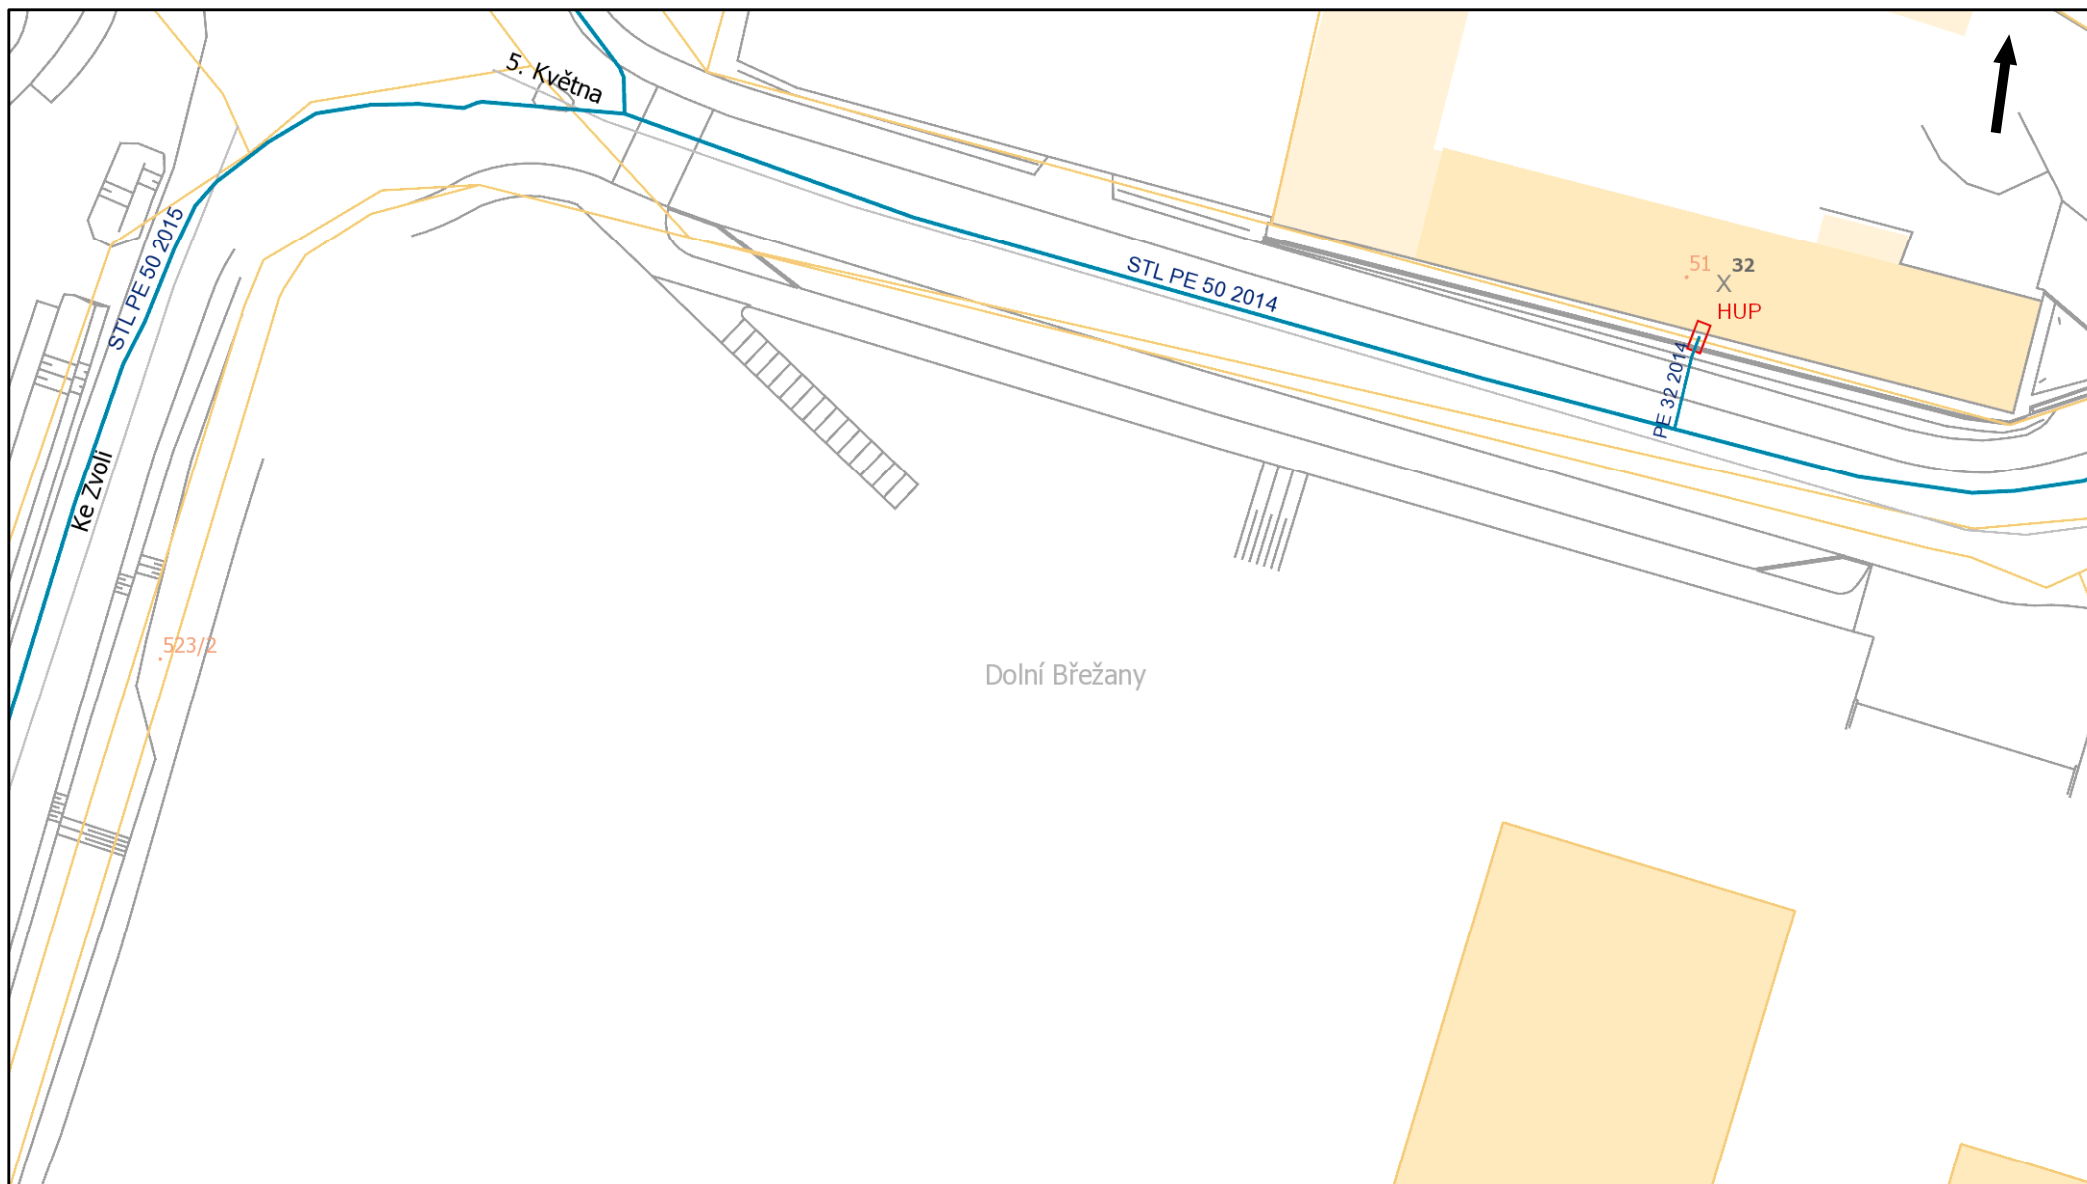 5. Května
STL PE 50 2015
STL PE 50 2014
51
32
X
HUP
PE 32 2014
Ke Zvoli
523/2
Dolní Břežany